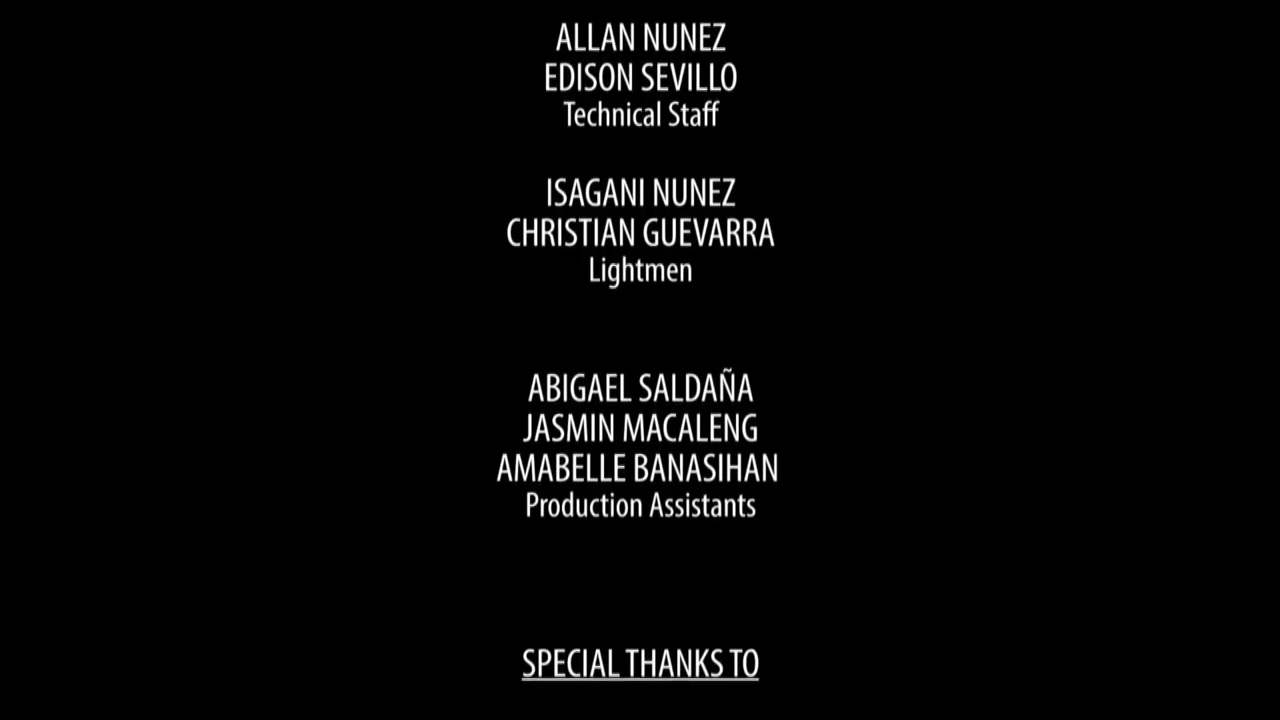 ALLAN NUNEZ
EDISON SEVILLO
Technical Staff
ISAGANI NUNEZ
CHRISTIAN GUEVARRA
Lightmen
ABIGAEL SALDAÑA
JASMIN MACALENG
AMABELLE BANASIHAN
Production Assistants
SPECIAL THANKS TO